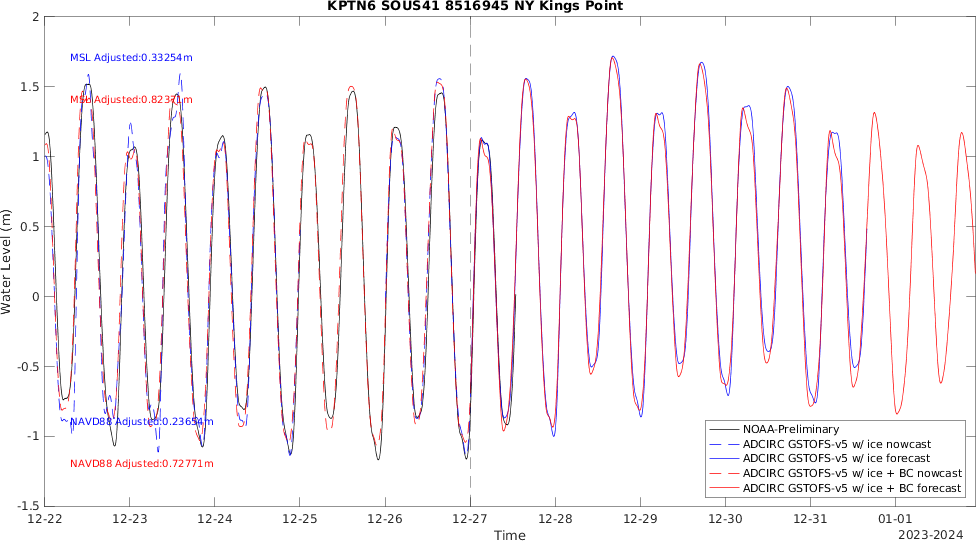 KPTN6 SOUS41 8516945 NY Kings Point
MSL Adjusted:0.33254m
MSL Adjusted:0.82371m
NAVD88 Adjusted:0.23654m
NAVD88 Adjusted:0.72771m
Water Level (m)
2
1.5
1
0.5
0
-0.5
-1
-1.5
NOAA-Preliminary
ADCIRC GSTOFS-v5 w/ ice nowcast
ADCIRC GSTOFS-v5 w/ ice forecast
ADCIRC GSTOFS-v5 w/ ice + BC nowcast
ADCIRC GSTOFS-v5 w/ ice + BC forecast
12-22 12-23 12-24 12-25 12-26 12-27 12-28 12-29 12-30 12-31 01-01
Time
2023-2024